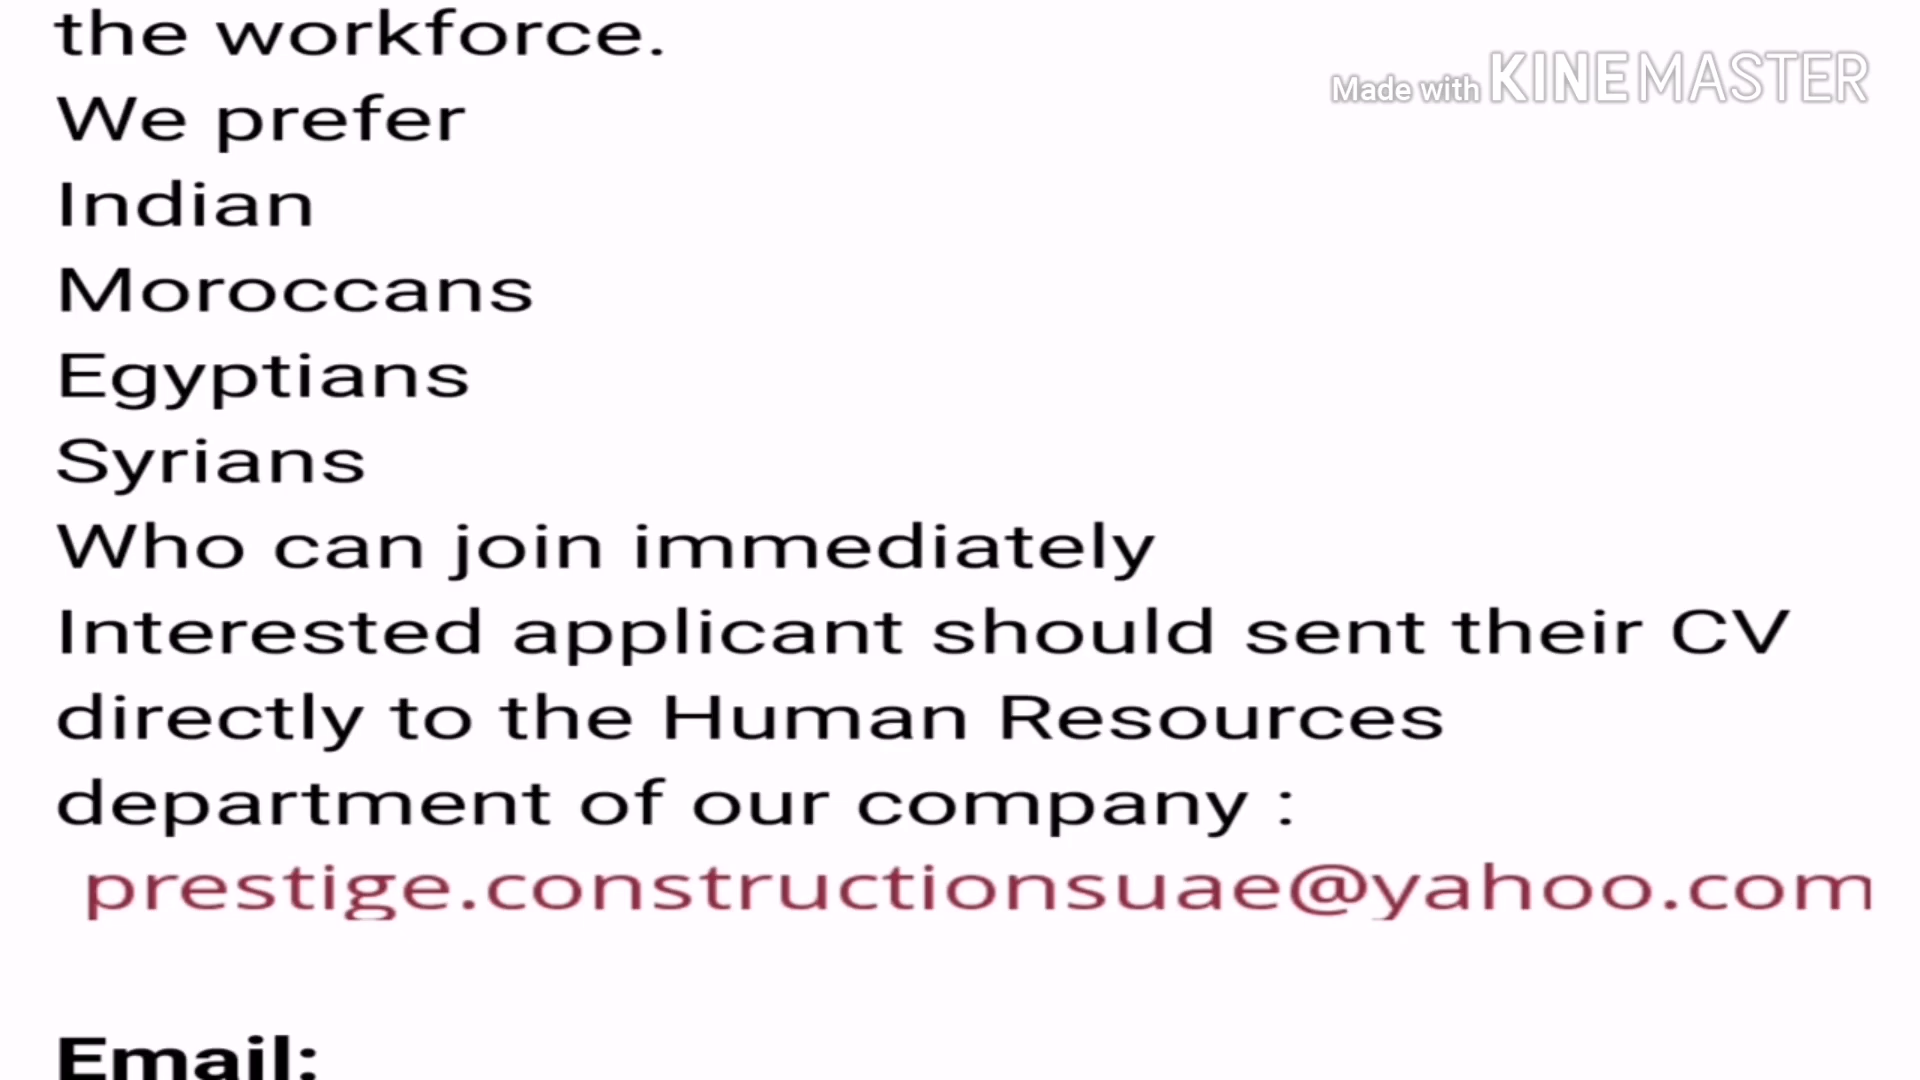 the workforce.
Made with KINEMASTER
We prefer
Indian
Moroccans
Egyptians
Syrians
Who can join immediately
Interested applicant should sent their CV
directly to the Human Resources
department of our company :
prestige.constructionsuae@yahoo.com
Email: